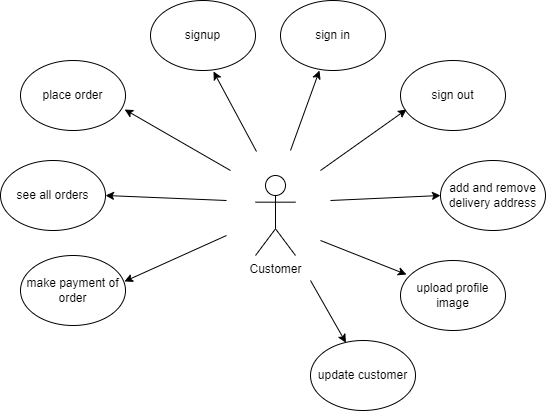 signup
sign in
place order
sign out
see all orders
add and remove
delivery address
Customer
make payment of
order
upload profile
image
update customer